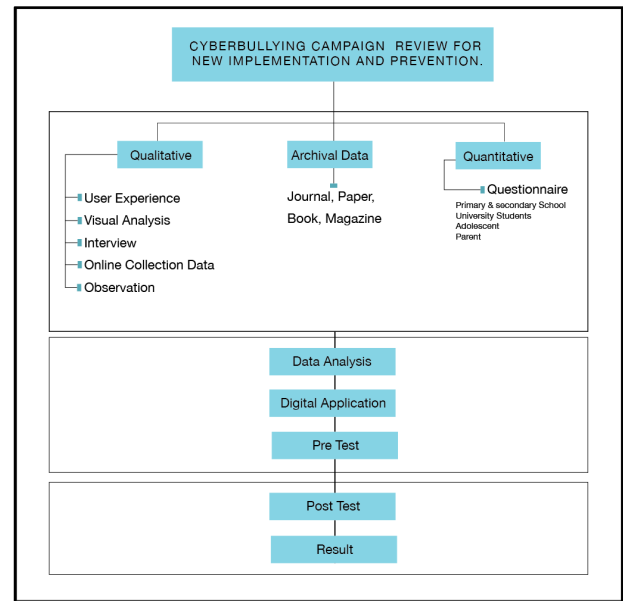 CYBERBULLYING CAMPAIGN REVIEW FOR
NEW IMPLEMENTATION AND PREVENTION.
Qualitative
User Experience
Visual Analysis
Interview
Online Collection Data
Observation
Archival Data
Journal, Paper,
Book, Magazine
Quantitative
Questionnaire
Primary & secondary School
University Students
Adolescent
Parent
Data Analysis
Digital Application
Pre Test
Post Test
Result